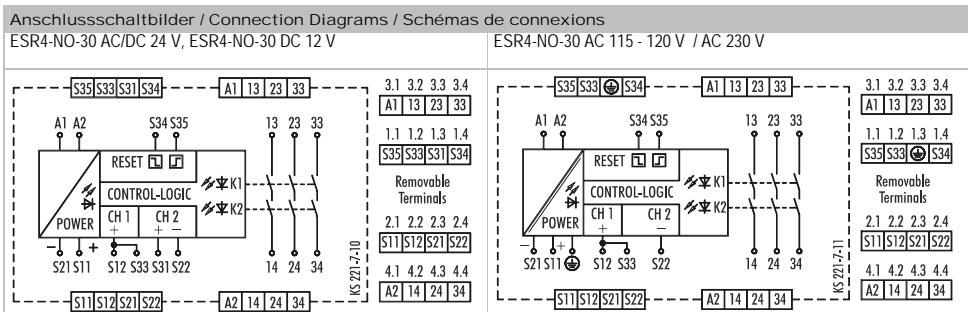 Anschlussschaltbilder / Connection Diagrams / Schémas de connexions
ESR4-NO-30 AC/DC 24 V, ESR4-NO-30 DC 12 V
S35 S33 S31 S34
A1 13 23 33
A1 A2
S34 S35
13 23 33
RESET
CONTROL-LOGIC
K1
K2
POWER
CH 1
+
CH 2
+ −
− +
S21 S11
S12 S33 S31 S22
14 24 34
KS 221-7-10
S11 S12 S21 S22
A2 14 24 34
3.1 3.2 3.3 3.4
A1 13 23 33
1.1 1.2 1.3 1.4
S35 S33 S31 S34
Removable
Terminals
2.1 2.2 2.3 2.4
S11 S12 S21 S22
4.1 4.2 4.3 4.4
A2 14 24 34
ESR4-NO-30 AC 115 - 120 V / AC 230 V
S35 S33 S34
A1 13 23 33
A1 A2
S34 S35
13 23 33
RESET
CONTROL-LOGIC
K1
K2
POWER
CH 1
+
CH 2
−
− +
S21 S11
S12 S33
S22
14 24 34
KS 221-7-11
S11 S12 S21 S22
A2 14 24 34
3.1 3.2 3.3 3.4
A1 13 23 33
1.1 1.2 1.3 1.4
S35 S33 S34
Removable
Terminals
2.1 2.2 2.3 2.4
S11 S12 S21 S22
4.1 4.2 4.3 4.4
A2 14 24 34